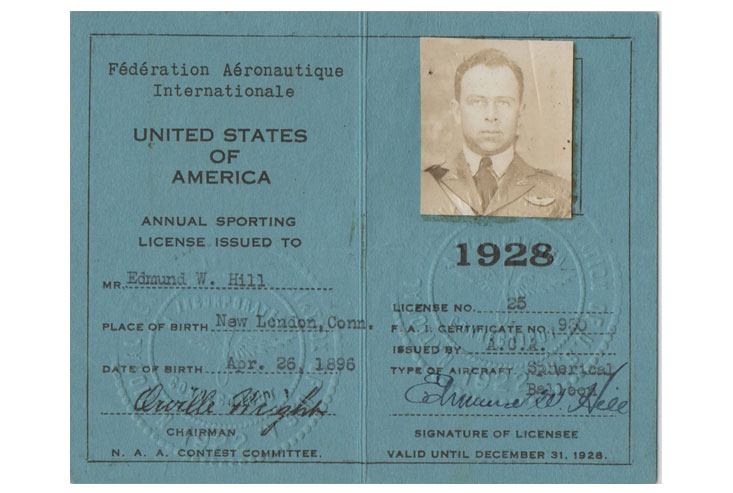 Fédération Aéronautique
Internationale
UNITED STATES
OF
AMERICA
ANNUAL SPORTING
LICENSE ISSUED TO
MR. Edmund W. Hill
PLACE OF BIRTH New London, Conn.
DATE OF BIRTH Apr. 26, 1896
Orville Wright
CHAIRMAN
N. A. A. CONTEST COMMITTEE.
1928
LICENSE NO. 25
F. A. I. CERTIFICATE NO. 950
ISSUED BY A.C.A.
TYPE OF AIRCRAFT Spherical
Balloon
Edmund W. Hill
SIGNATURE OF LICENSEE
VALID UNTIL DECEMBER 31, 1928.